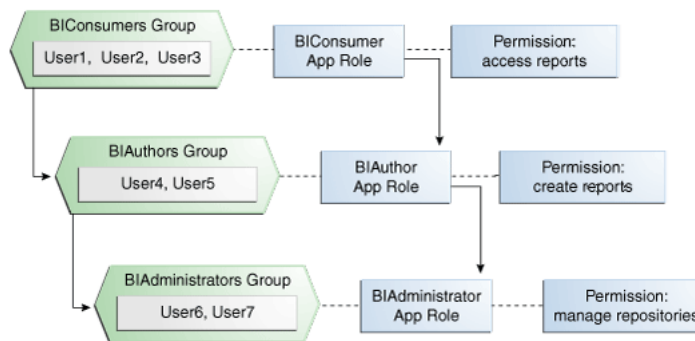 BIConsumers Group
User1, User2, User3
BIConsumer
App Role
Permission:
access reports
BIAuthors Group
User4, User5
BIAuthor
App Role
Permission:
create reports
BIAdministrators Group
User6, User7
BIAdministrator
App Role
Permission:
manage repositories